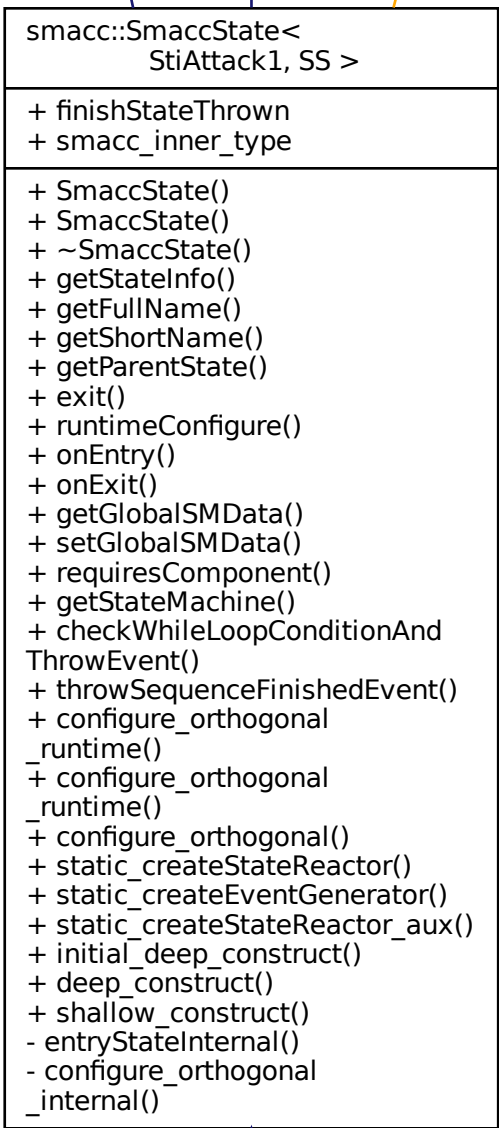 smacc::SmaccState<
StiAttack1, SS >
+ finishStateThrown
+ smacc_inner_type
+ SmaccState()
+ SmaccState()
+ ~SmaccState()
+ getStateInfo()
+ getFullName()
+ getShortName()
+ getParentState()
+ exit()
+ runtimeConfigure()
+ onEntry()
+ onExit()
+ getGlobalSMData()
+ setGlobalSMData()
+ requiresComponent()
+ getStateMachine()
+ checkWhileLoopConditionAnd
ThrowEvent()
+ throwSequenceFinishedEvent()
+ configure_orthogonal
_runtime()
+ configure_orthogonal
_runtime()
+ configure_orthogonal()
+ static_createStateReactor()
+ static_createEventGenerator()
+ static_createStateReactor_aux()
+ initial_deep_construct()
+ deep_construct()
+ shallow_construct()
- entryStateInternal()
- configure_orthogonal
_internal()